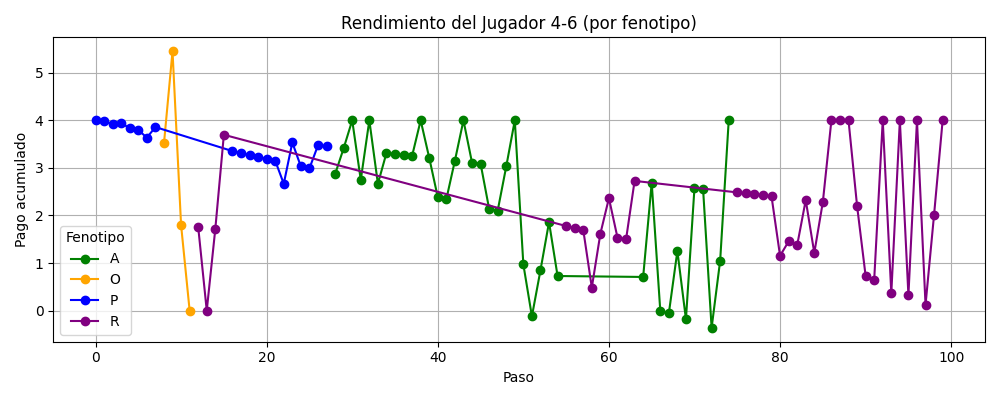 Rendimiento del Jugador 4-6 (por fenotipo)
Pago acumulado
5
4
3
2
1
0
Fenotipo
A
O
P
R
0 20 40 60 80 100
Paso